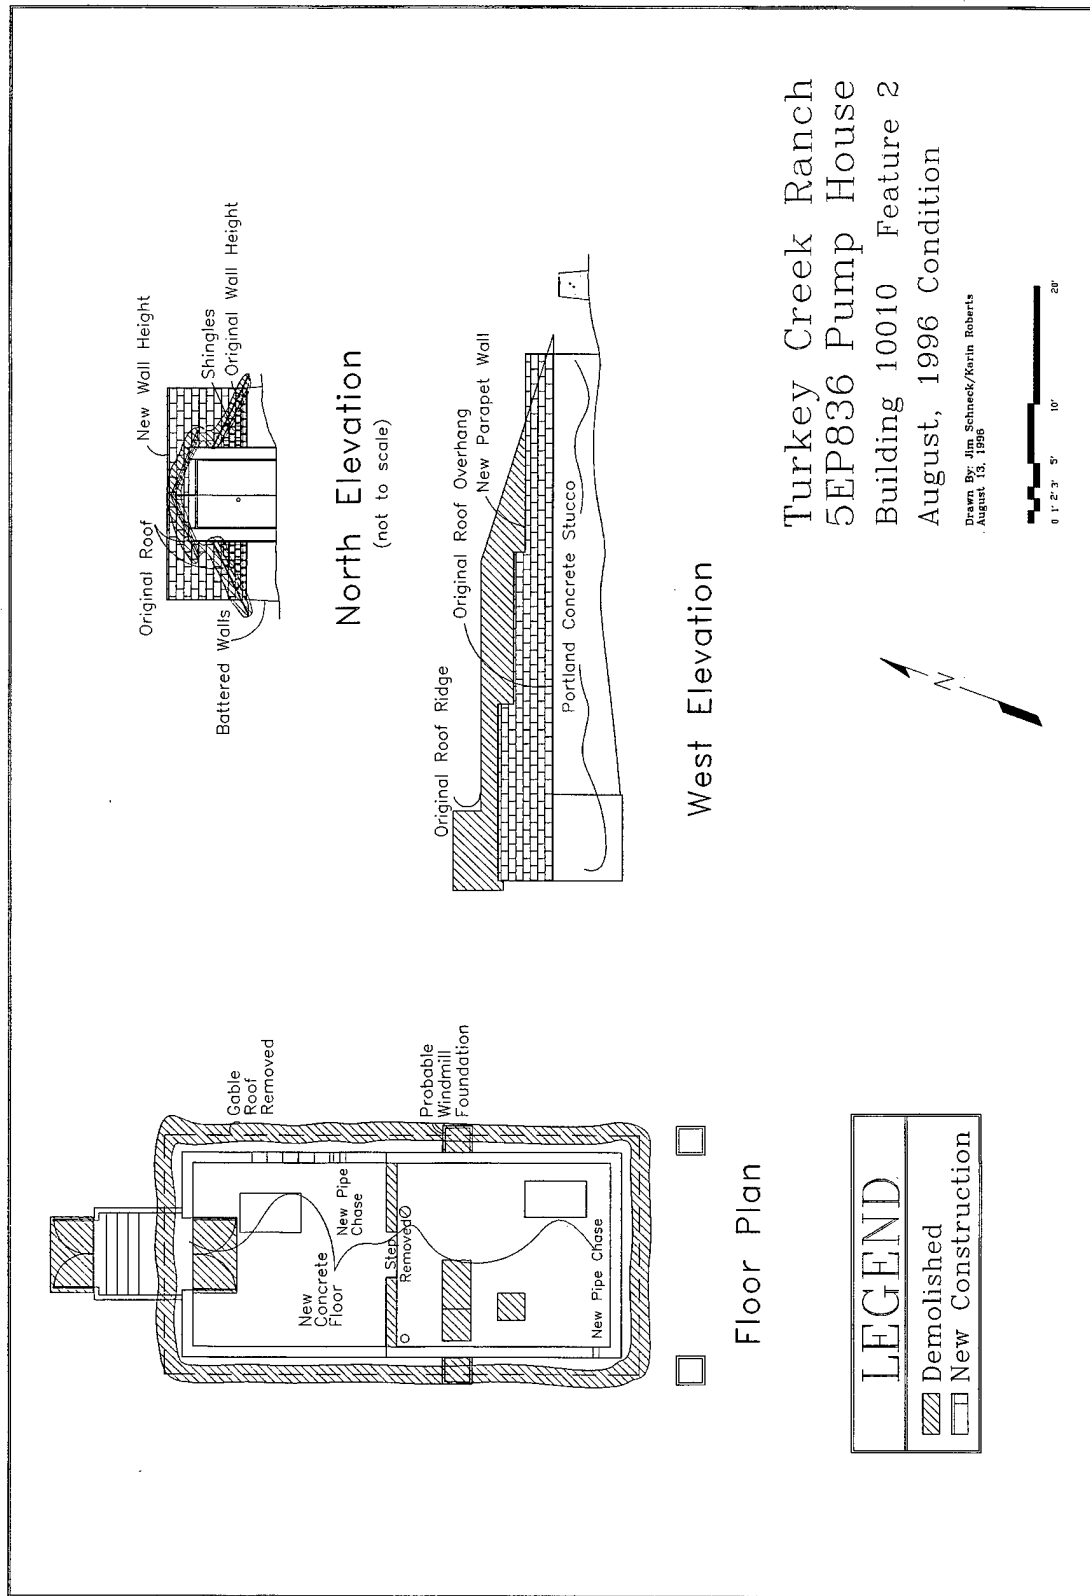 Gable
Roof
Removed
Probable
Windmill
Foundation
New
Concrete
Floor
New Pipe
Chase
Step
Removed
New Pipe Chase
Floor Plan
LEGEND
Demolished
New Construction
New Wall Height
Original Roof
Shingles
Original Wall Height
Battered Walls
North Elevation
(not to scale)
Original Roof Ridge
Original Roof Overhang
New Parapet Wall
Portland Concrete Stucco
West Elevation
N
Turkey Creek Ranch
5EP836 Pump House
Building 10010 Feature 2
August, 1996 Condition
Drawn By: Jim Schneck/Karin Roberts
August 13, 1996
0 1' 2' 3' 5' 10' 20'